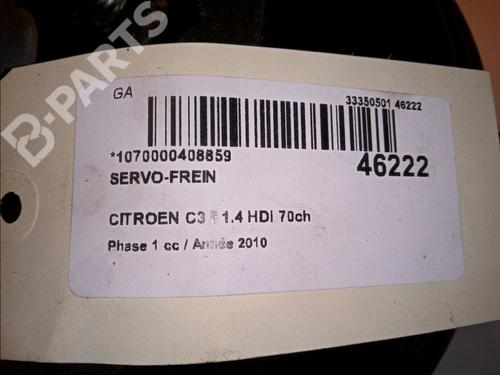 B-PARTS
GA
33350501 46222
*1070000408859
46222
SERVO-FREIN
CITROEN C3 1.4 HDi 70ch
Phase 1 cc / Année 2010